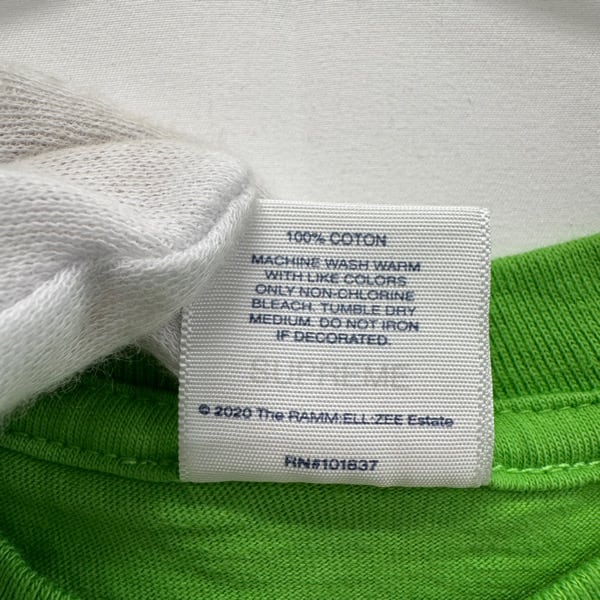 100% COTON
MACHINE WASH WARM
WITH LIKE COLORS
ONLY NON-CHLORINE
BLEACH. TUMBLE DRY
MEDIUM. DO NOT IRON
IF DECORATED.
SUPREME
© 2020 The RAMM:ELL:ZEE Estate
RN#101837